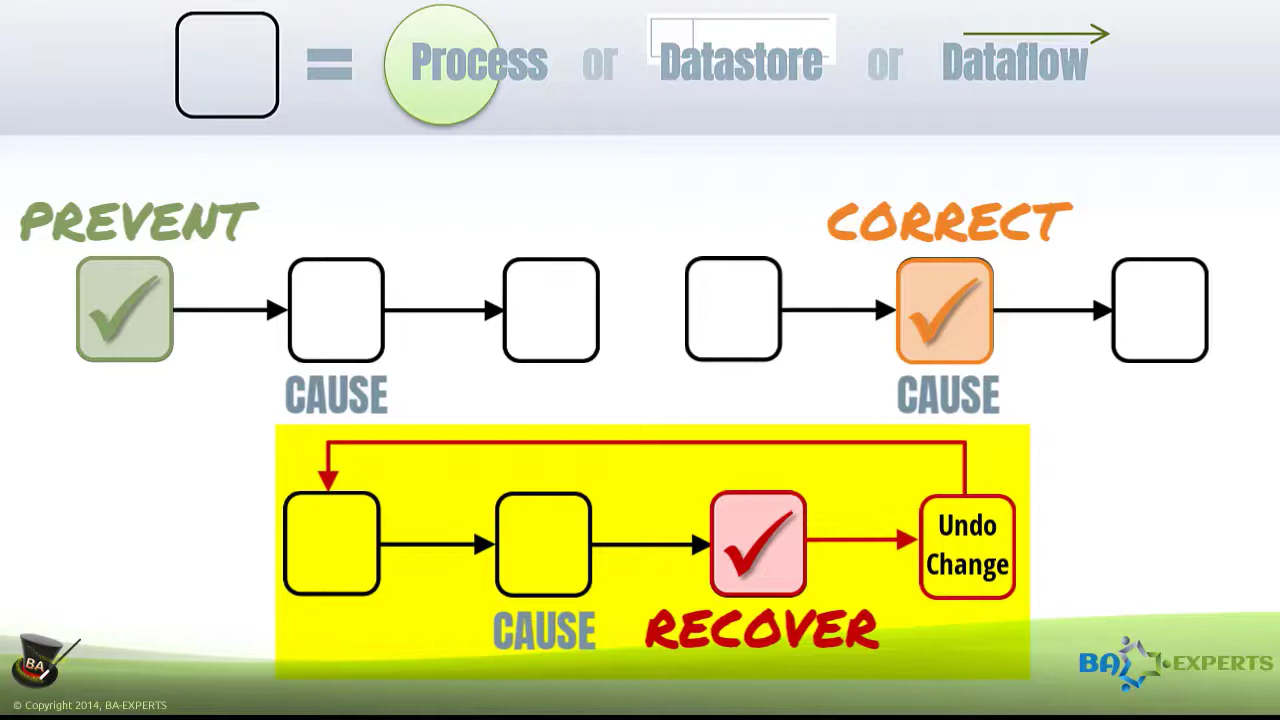 Process or Datastore or Dataflow
PREVENT
CORRECT
CAUSE
CAUSE
Undo
Change
CAUSE
RECOVER
BA
BA EXPERTS
© Copyright 2014, BA-EXPERTS